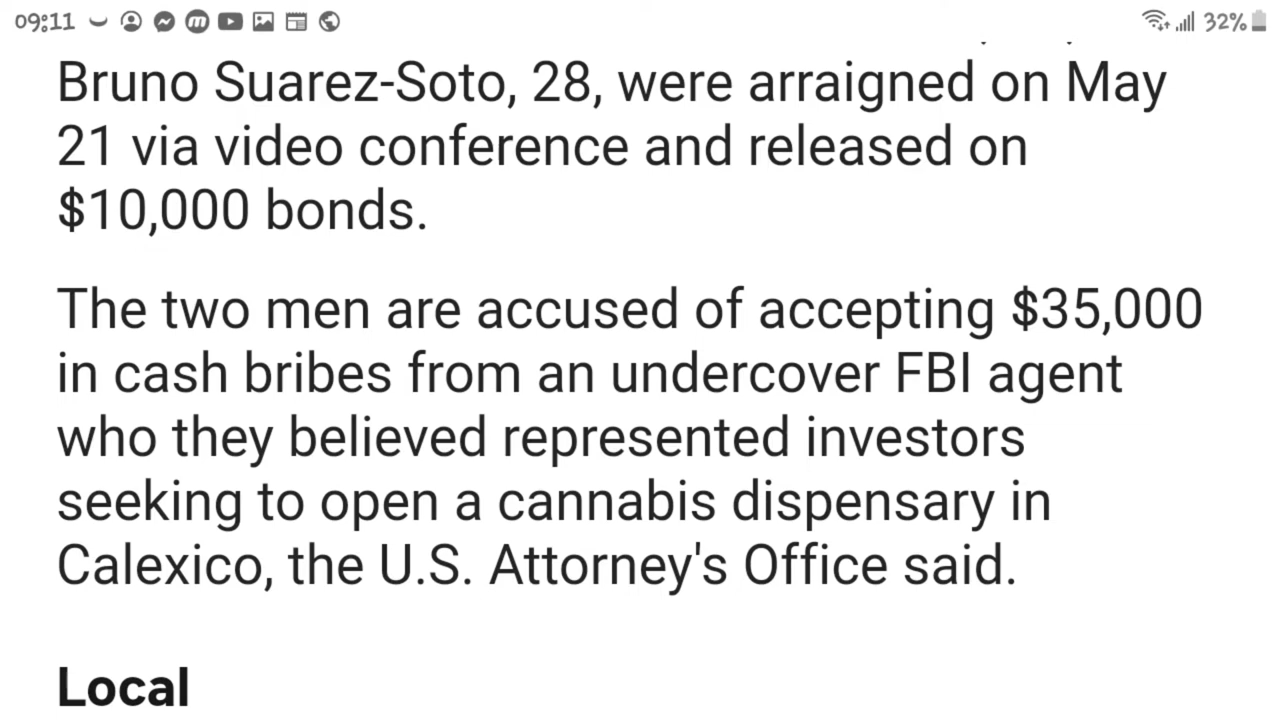 09:11 32%
Bruno Suarez-Soto, 28, were arraigned on May
21 via video conference and released on
$10,000 bonds.
The two men are accused of accepting $35,000
in cash bribes from an undercover FBI agent
who they believed represented investors
seeking to open a cannabis dispensary in
Calexico, the U.S. Attorney's Office said.
Local